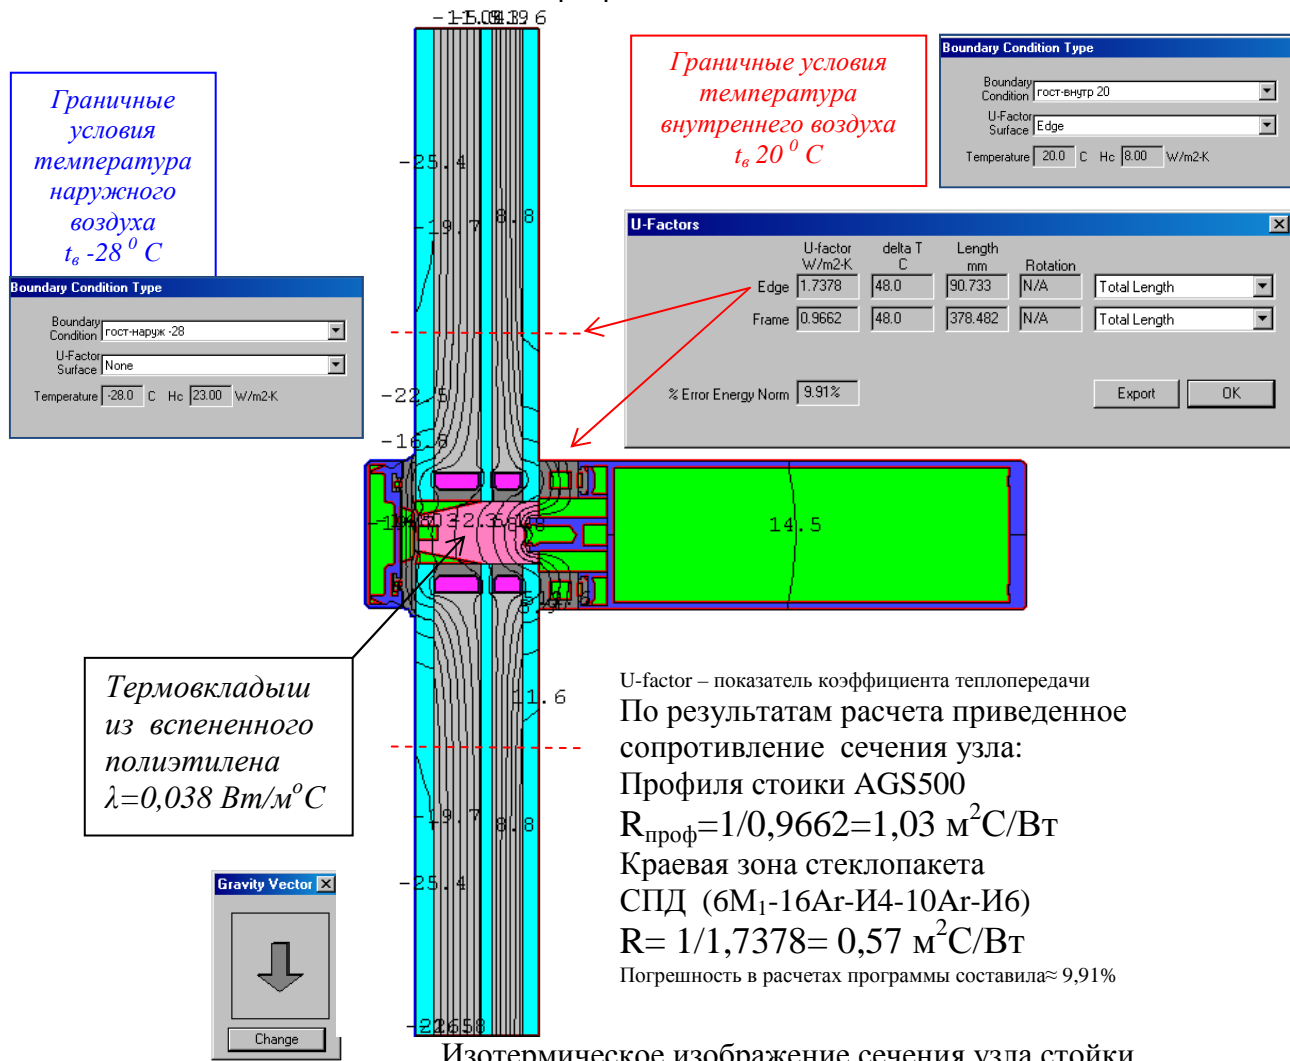 Граничные
условия
температура
наружного
воздуха
tв -28 0 С
Граничные условия
температура
внутреннего воздуха
tв 20 0 С
Boundary Condition Type
Boundary Condition гост-внутр 20
U-Factor Surface Edge
Temperature 20.0 C Hc 8.00 W/m2-K
Boundary Condition Type
Boundary Condition гост-наруж -28
U-Factor Surface None
Temperature -28.0 C Hc 23.00 W/m2-K
U-Factors
U-factor W/m2-K delta T C Length mm Rotation
Edge 1.7378 48.0 90.733 N/A Total Length
Frame 0.9662 48.0 378.482 N/A Total Length
% Error Energy Norm 9.91% Export OK
-25.4
-19.7 8.8
-22.5
-16.8
14.5
11.6
-19.7 8.8
-25.4
Термовкладыш
из вспененного
полиэтилена
λ=0,038 Вт/мoС
Gravity Vector
Change
U-factor – показатель коэффициента теплопередачи
По результатам расчета приведенное
сопротивление сечения узла:
Профиля стоики AGS500
Rпроф=1/0,9662=1,03 м2С/Вт
Краевая зона стеклопакета
СПД (6М1-16Ar-И4-10Ar-И6)
R= 1/1,7378= 0,57 м2С/Вт
Погрешность в расчетах программы составила≈ 9,91%
Изотермическое изображение сечения узла стойки